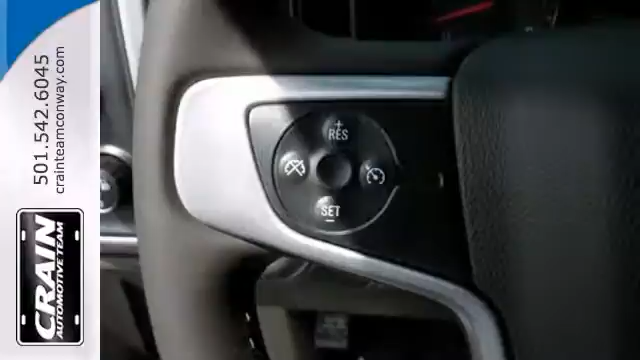 501.542.6045
crainteamconway.com
CRAIN
AUTOMOTIVE TEAM
+
RES
SET
-